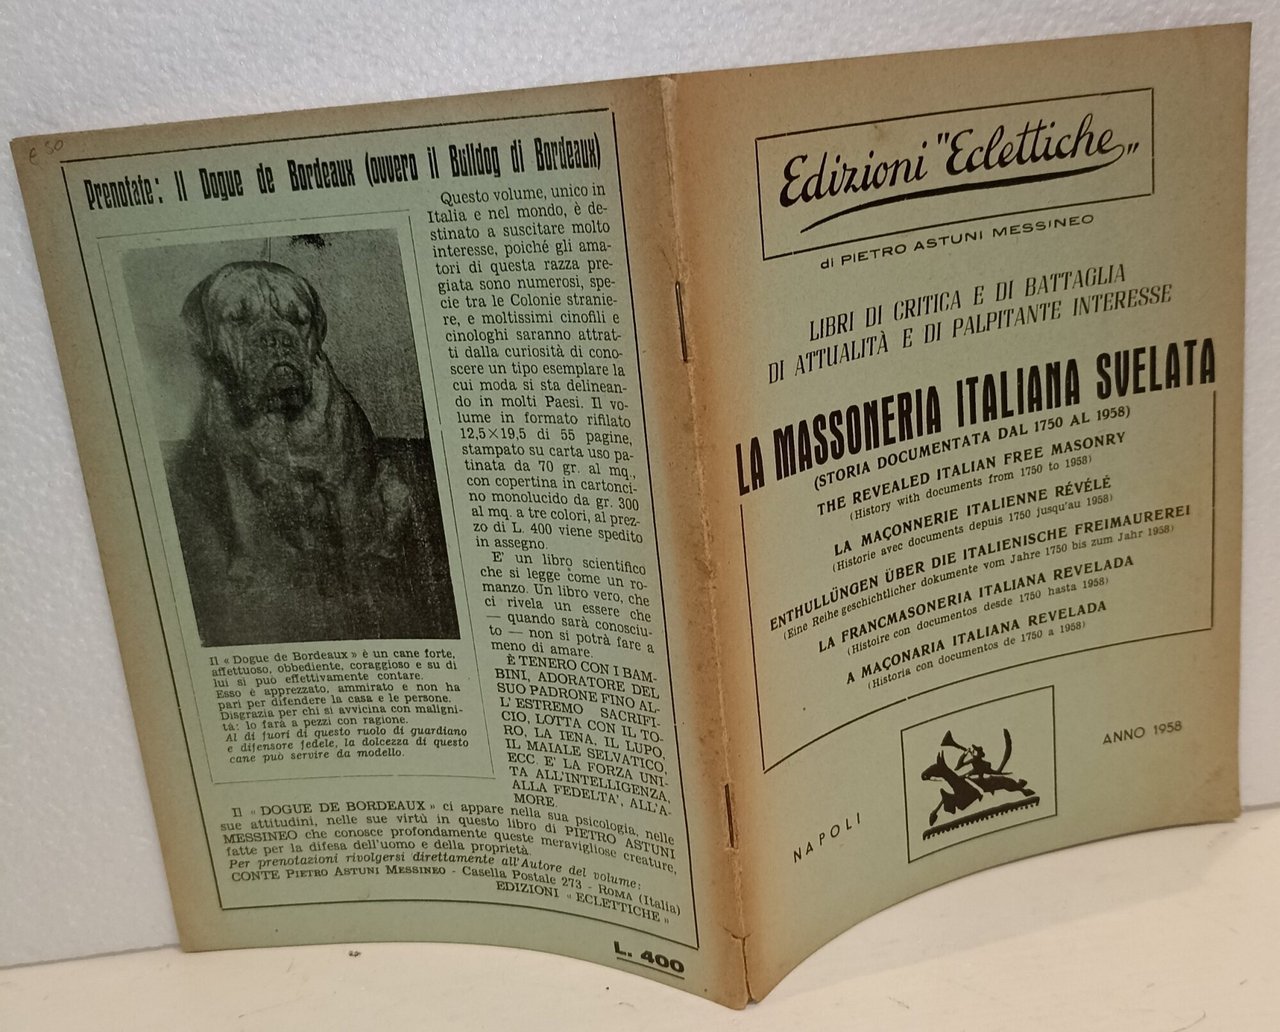 € 30
Prenotate: Il Dogue de Bordeaux (ovvero il Bulldog di Bordeaux)
Questo volume, unico in
Italia e nel mondo, è de-
stinato a suscitare molto
interesse, poiché gli ama-
tori di questa razza pre-
giata sono numerosi, spe-
cie tra le Colonie stranie-
re, e moltissimi cinofili e
cinologhi saranno attrat-
ti dalla curiosità di cono-
scere un tipo esemplare la
cui moda si sta delinean-
do in molti Paesi. Il vo-
lume in formato rifilato
12,5×19,5 di 55 pagine,
stampato su carta uso pa-
tinata da 70 gr. al mq.,
con copertina in cartonci-
no monolucido da gr. 300
al mq. a tre colori, al prez-
zo di L. 400 viene spedito
in assegno.
E' un libro scientifico
che si legge come un ro-
manzo. Un libro vero, che
ci rivela un essere che
— quando sarà conosciu-
to — non si potrà fare a
meno di amare.
È TENERO CON I BAM-
BINI, ADORATORE DEL
SUO PADRONE FINO AL-
L'ESTREMO SACRIFI-
CIO, LOTTA CON IL TO-
RO, LA IENA, IL LUPO,
IL MAIALE SELVATICO,
ECC. E' LA FORZA UNI-
TA ALL'INTELLIGENZA,
ALLA FEDELTA', ALL'A-
MORE.
Il « Dogue de Bordeaux » è un cane forte,
affettuoso, obbediente, coraggioso e su di
lui si può effettivamente contare.
Esso è apprezzato, ammirato e non ha
pari per difendere la casa e le persone.
Disgrazia per chi si avvicina con maligni-
tà: lo farà a pezzi con ragione.
Al di fuori di questo ruolo di guardiano
e difensore fedele, la dolcezza di questo
cane può servire da modello.
Il « DOGUE DE BORDEAUX » ci appare nella sua psicologia, nelle
sue attitudini, nelle sue virtù in questo libro di PIETRO ASTUNI
MESSINEO che conosce profondamente queste meravigliose creature,
fatte per la difesa dell'uomo e della proprietà.
Per prenotazioni rivolgersi direttamente all'Autore del volume:
CONTE PIETRO ASTUNI MESSINEO - Casella Postale 273 - ROMA (Italia)
EDIZIONI « ECLETTICHE »
L. 400
Edizioni "Eclettiche„
di PIETRO ASTUNI MESSINEO
LIBRI DI CRITICA E DI BATTAGLIA
DI ATTUALITÀ E DI PALPITANTE INTERESSE
LA MASSONERIA ITALIANA SVELATA
(STORIA DOCUMENTATA DAL 1750 AL 1958)
THE REVEALED ITALIAN FREE MASONRY
(History with documents from 1750 to 1958)
LA MAÇONNERIE ITALIENNE RÉVÉLÈ
(Historie avec documents depuis 1750 jusqu'au 1958)
ENTHULLÜNGEN ÜBER DIE ITALIENISCHE FREIMAUREREI
(Eine Reihe geschichtlicher dokumente vom Jahre 1750 bis zum Jahr 1958)
LA FRANCMASONERIA ITALIANA REVELADA
(Histoire con documentos desde 1750 hasta 1958)
A MAÇONARIA ITALIANA REVELADA
(Historia con documentos de 1750 a 1958)
NAPOLI
ANNO 1958